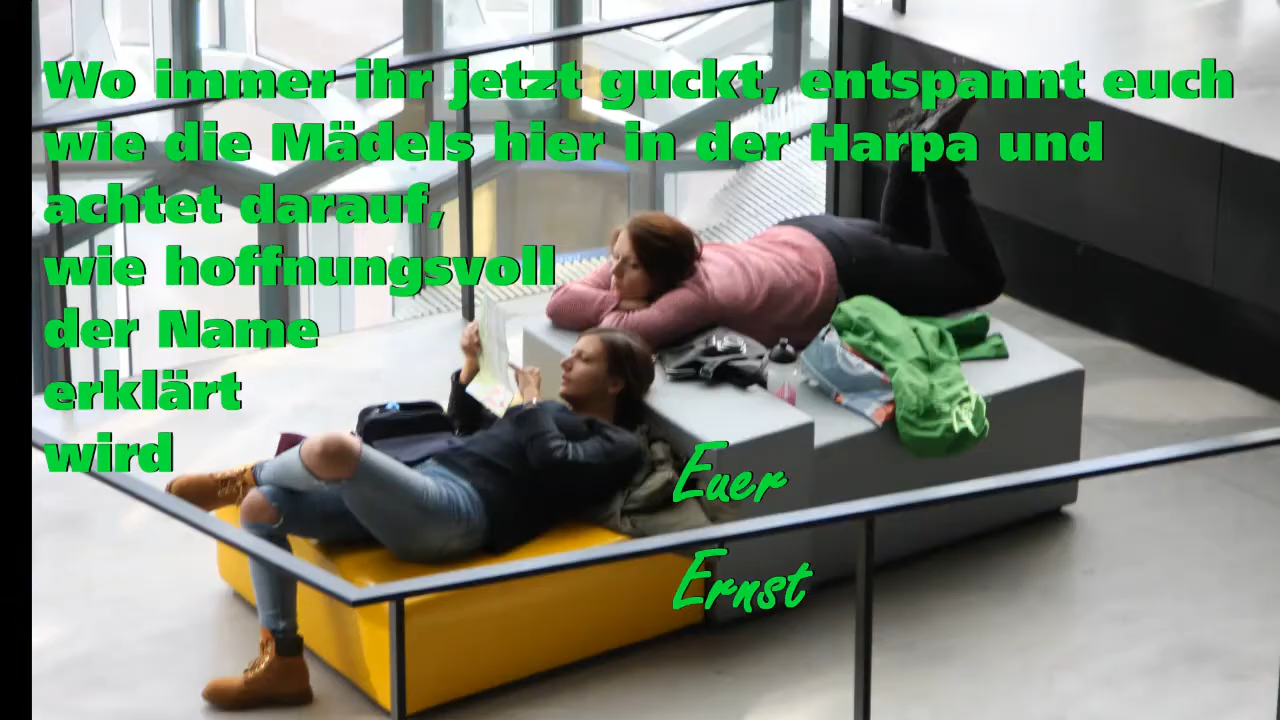 Wo immer ihr jetzt guckt, entspannt euch
wie die Mädels hier in der Harpa und
achtet darauf,
wie hoffnungsvoll
der Name
erklärt
wird
Euer
Ernst